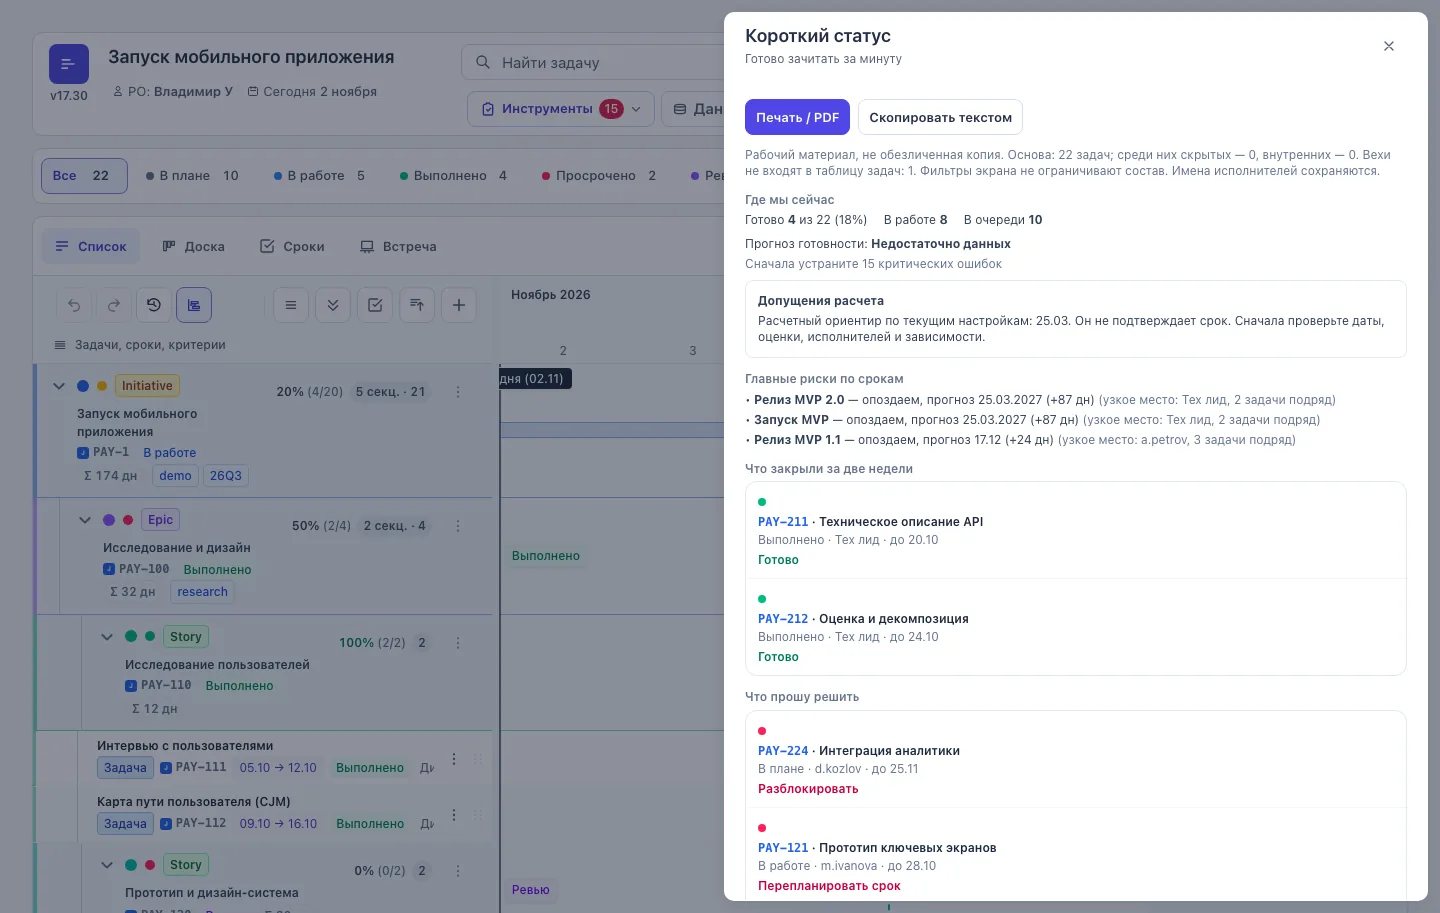 Запуск мобильного приложения
v17.30
РО: Владимир У
Сегодня 2 ноября
Найти задачу
Инструменты 15
Все 22
В плане 10
В работе 5
Выполнено 4
Просрочено 2
Список
Доска
Сроки
Встреча
Ноябрь 2026
Задачи, сроки, критерии
2
3
дня (02.11)
Initiative
20% (4/20)
5 секц. · 21
Запуск мобильного
приложения
PAY-1 В работе
Σ 174 дн demo 26Q3
Epic
50% (2/4)
2 секц. · 4
Исследование и дизайн
PAY-100 Выполнено
Σ 32 дн research
Выполнено
Story
100% (2/2) 2
Исследование пользователей
PAY-110 Выполнено
Σ 12 дн
Интервью с пользователями
Задача PAY-111 05.10 → 12.10 Выполнено
Карта пути пользователя (CJM)
Задача PAY-112 09.10 → 16.10 Выполнено
Story
0% (0/2) 2
Прототип и дизайн-система
Ревью
Короткий статус
Готово зачитать за минуту
Печать / PDF
Скопировать текстом
Рабочий материал, не обезличенная копия. Основа: 22 задач; среди них скрытых — 0, внутренних — 0. Вехи
не входят в таблицу задач: 1. Фильтры экрана не ограничивают состав. Имена исполнителей сохраняются.
Где мы сейчас
Готово 4 из 22 (18%) В работе 8 В очереди 10
Прогноз готовности: Недостаточно данных
Сначала устраните 15 критических ошибок
Допущения расчета
Расчетный ориентир по текущим настройкам: 25.03. Он не подтверждает срок. Сначала проверьте даты,
оценки, исполнителей и зависимости.
Главные риски по срокам
• Релиз MVP 2.0 — опоздаем, прогноз 25.03.2027 (+87 дн) (узкое место: Тех лид, 2 задачи подряд)
• Запуск MVP — опоздаем, прогноз 25.03.2027 (+87 дн) (узкое место: Тех лид, 2 задачи подряд)
• Релиз MVP 1.1 — опоздаем, прогноз 17.12 (+24 дн) (узкое место: a.petrov, 3 задачи подряд)
Что закрыли за две недели
PAY-211 · Техническое описание API
Выполнено · Тех лид · до 20.10
Готово
PAY-212 · Оценка и декомпозиция
Выполнено · Тех лид · до 24.10
Готово
Что прошу решить
PAY-224 · Интеграция аналитики
В плане · d.kozlov · до 25.11
Разблокировать
PAY-121 · Прототип ключевых экранов
В работе · m.ivanova · до 28.10
Перепланировать срок